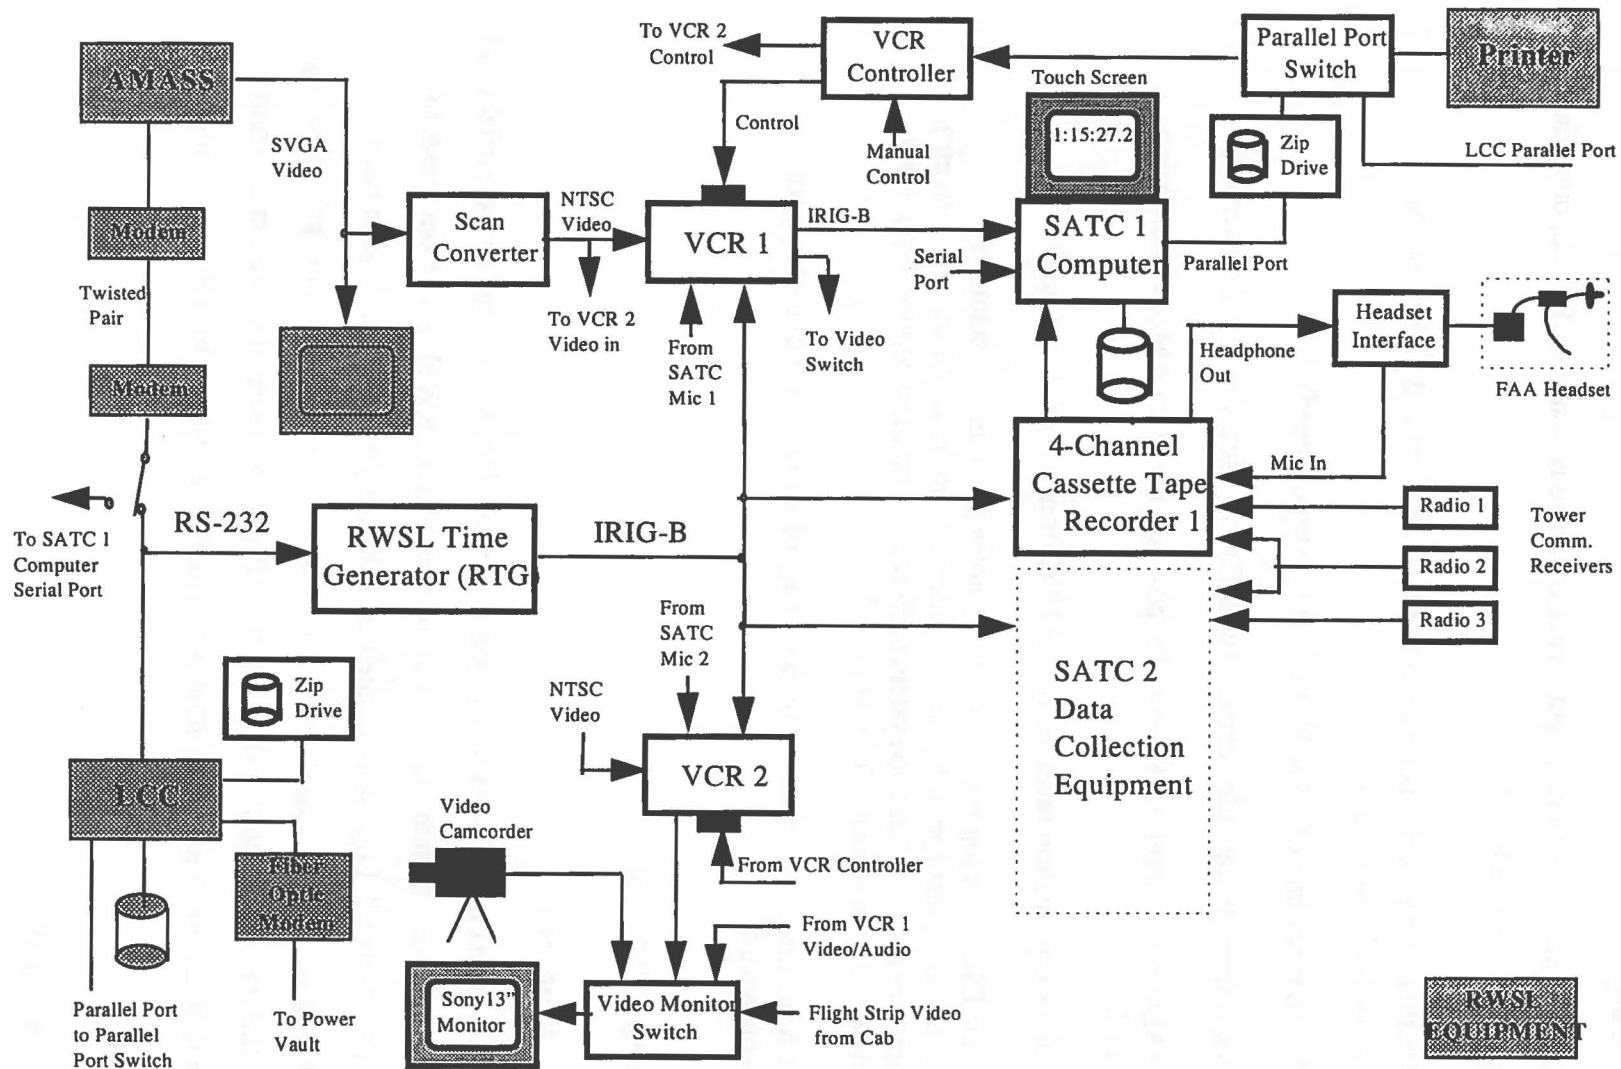 To VCR 2
Control
VCR
Controller
Parallel Port
Switch
Printer
AMASS
Touch Screen
1:15:27.2
Control
Manual
Control
Zip
Drive
LCC Parallel Port
SVGA
Video
Modem
Scan
Converter
NTSC
Video
VCR 1
IRIG-B
SATC 1
Computer
Serial
Port
Parallel Port
Twisted
Pair
To VCR 2
Video in
From
SATC
Mic 1
To Video
Switch
Headphone
Out
Headset
Interface
FAA Headset
Modem
4-Channel
Cassette Tape
Recorder 1
Mic In
Radio 1
Radio 2
Radio 3
Tower
Comm.
Receivers
To SATC 1
Computer
Serial Port
RS-232
RWSL Time
Generator (RTG
IRIG-B
From
SATC
Mic 2
SATC 2
Data
Collection
Equipment
Zip
Drive
NTSC
Video
LCC
VCR 2
Video
Camcorder
From VCR Controller
Fiber
Optic
Modem
From VCR 1
Video/Audio
Sony13"
Monitor
Video Monitor
Switch
Flight Strip Video
from Cab
Parallel Port
to Parallel
Port Switch
To Power
Vault
RWSL
EQUIPMENT